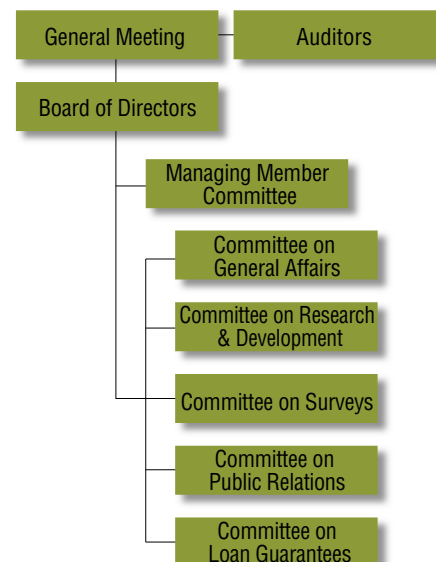 General Meeting
Auditors
Board of Directors
Managing Member
Committee
Committee on
General Affairs
Committee on Research
& Development
Committee on Surveys
Committee on
Public Relations
Committee on
Loan Guarantees